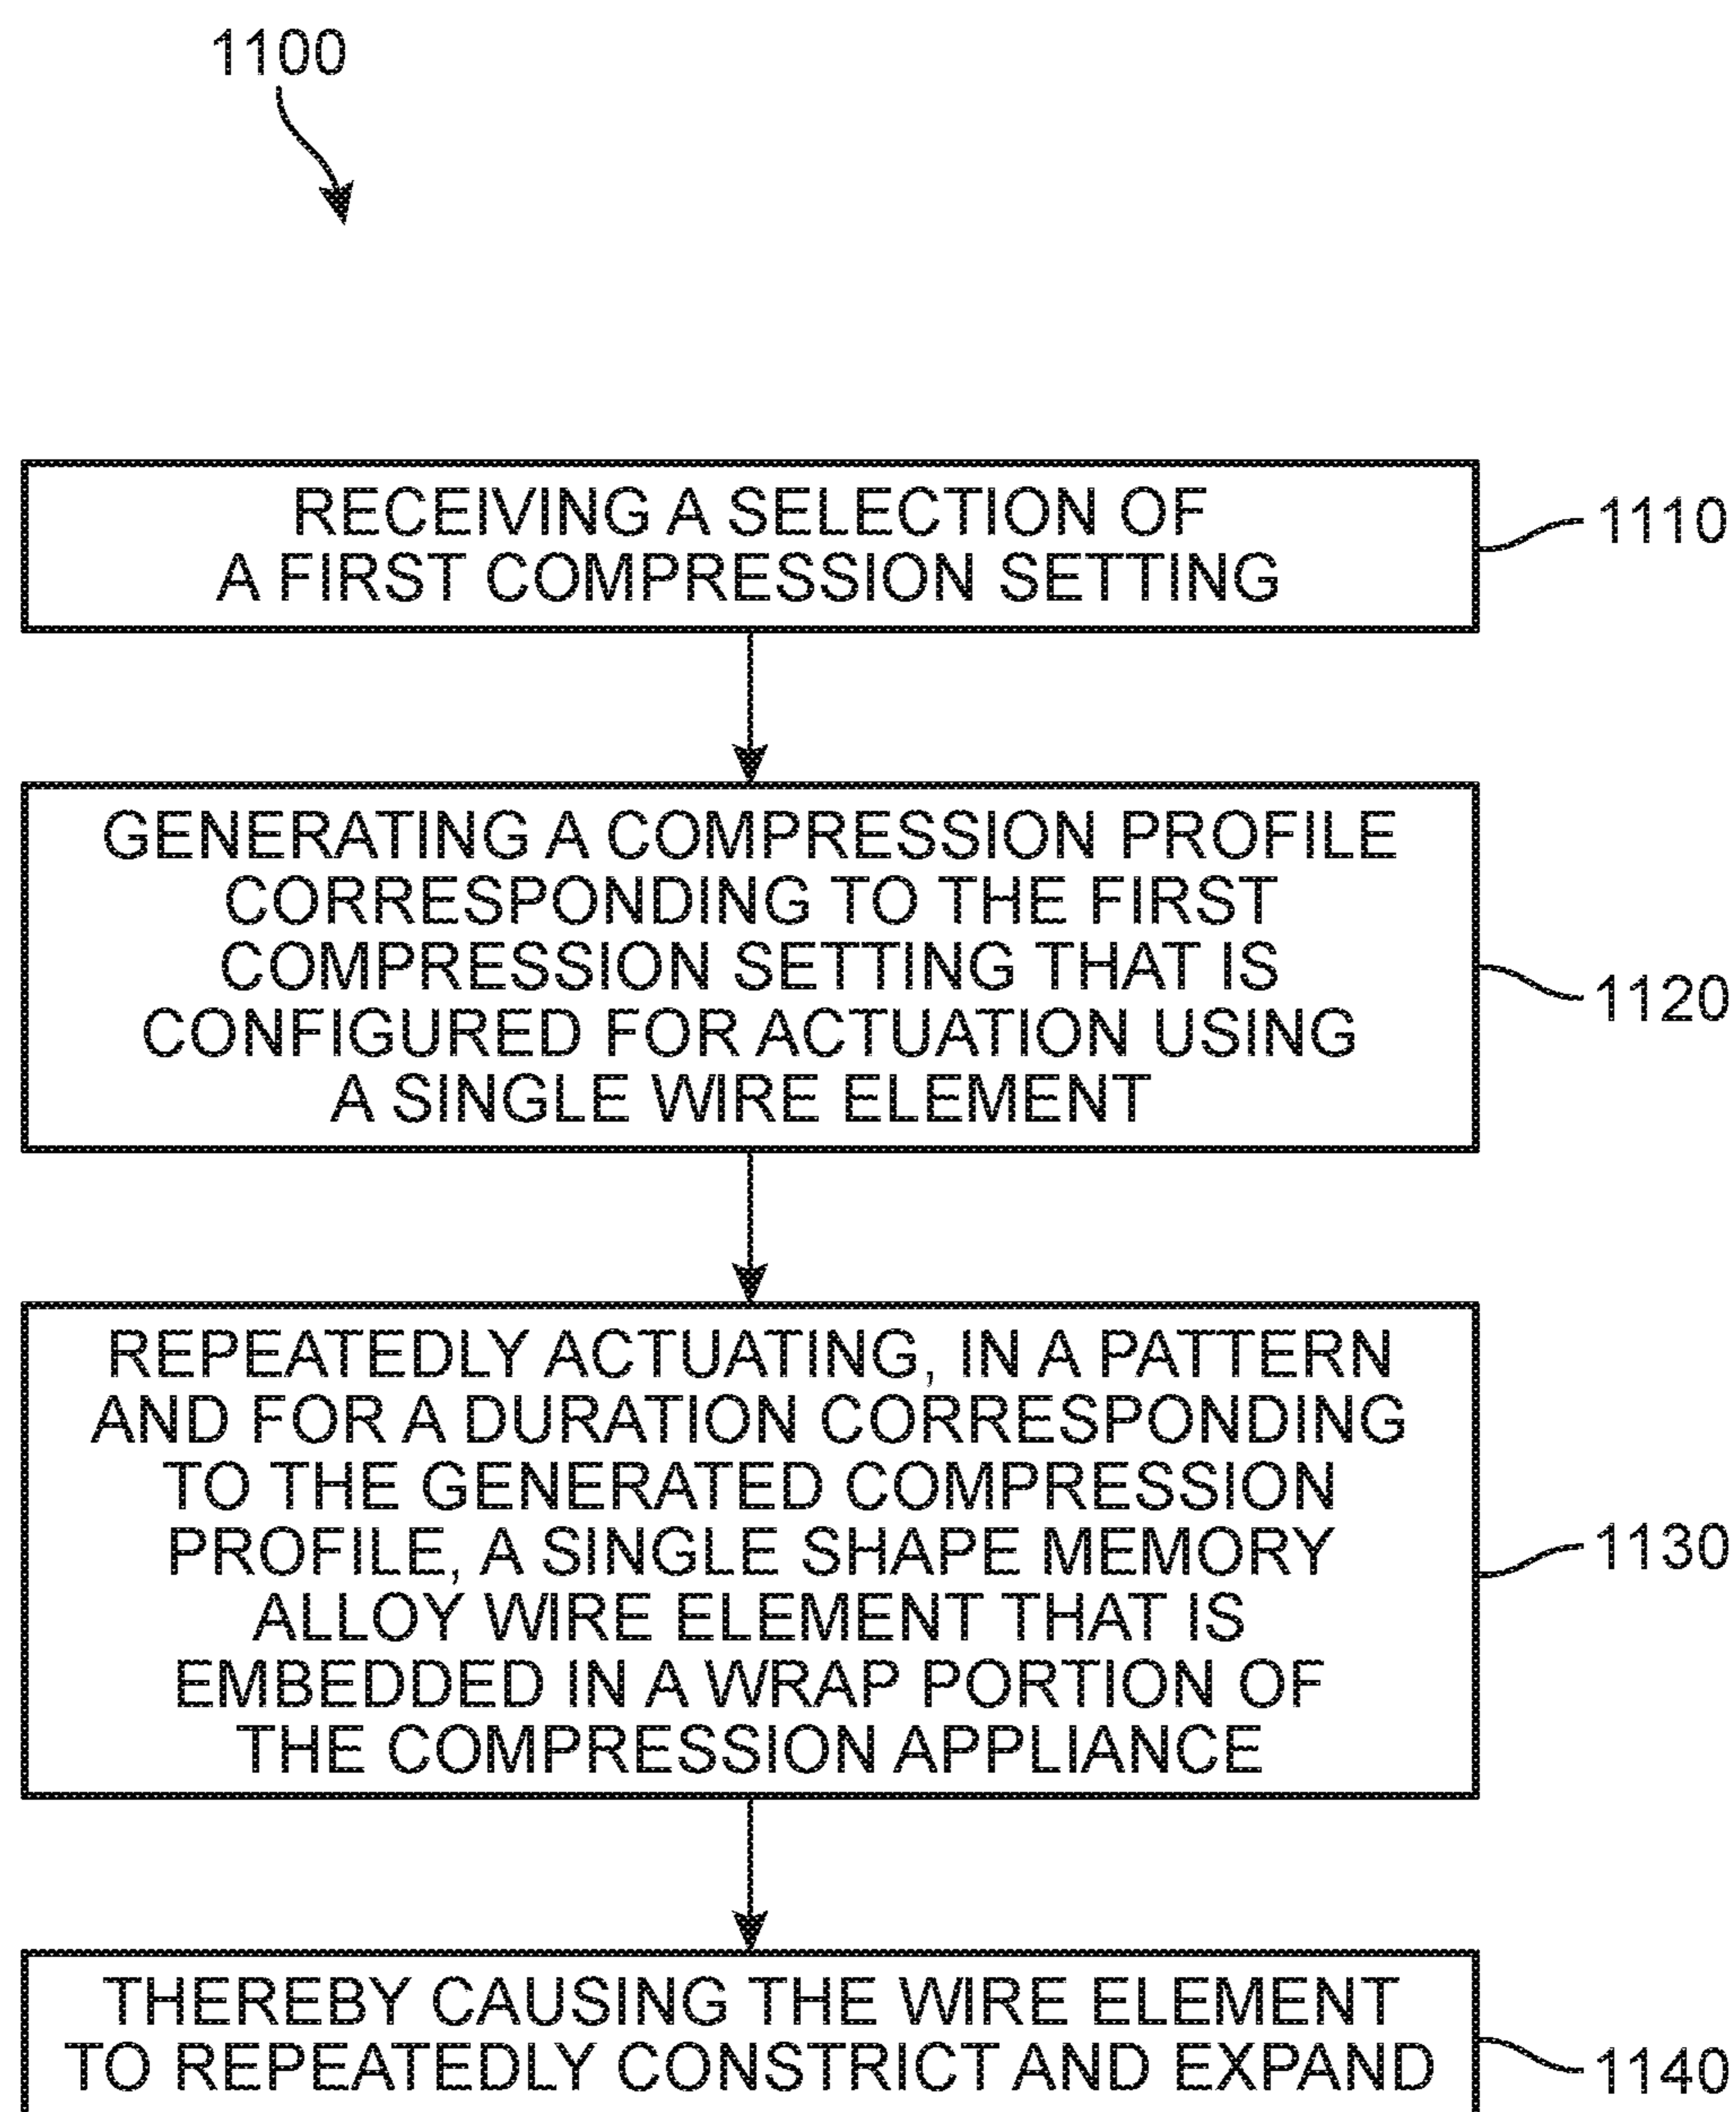 1100
RECEIVING A SELECTION OF
A FIRST COMPRESSION SETTING
1110
GENERATING A COMPRESSION PROFILE
CORRESPONDING TO THE FIRST
COMPRESSION SETTING THAT IS
CONFIGURED FOR ACTUATION USING
A SINGLE WIRE ELEMENT
1120
REPEATEDLY ACTUATING, IN A PATTERN
AND FOR A DURATION CORRESPONDING
TO THE GENERATED COMPRESSION
PROFILE, A SINGLE SHAPE MEMORY
ALLOY WIRE ELEMENT THAT IS
EMBEDDED IN A WRAP PORTION OF
THE COMPRESSION APPLIANCE
1130
THEREBY CAUSING THE WIRE ELEMENT
TO REPEATEDLY CONSTRICT AND EXPAND
1140